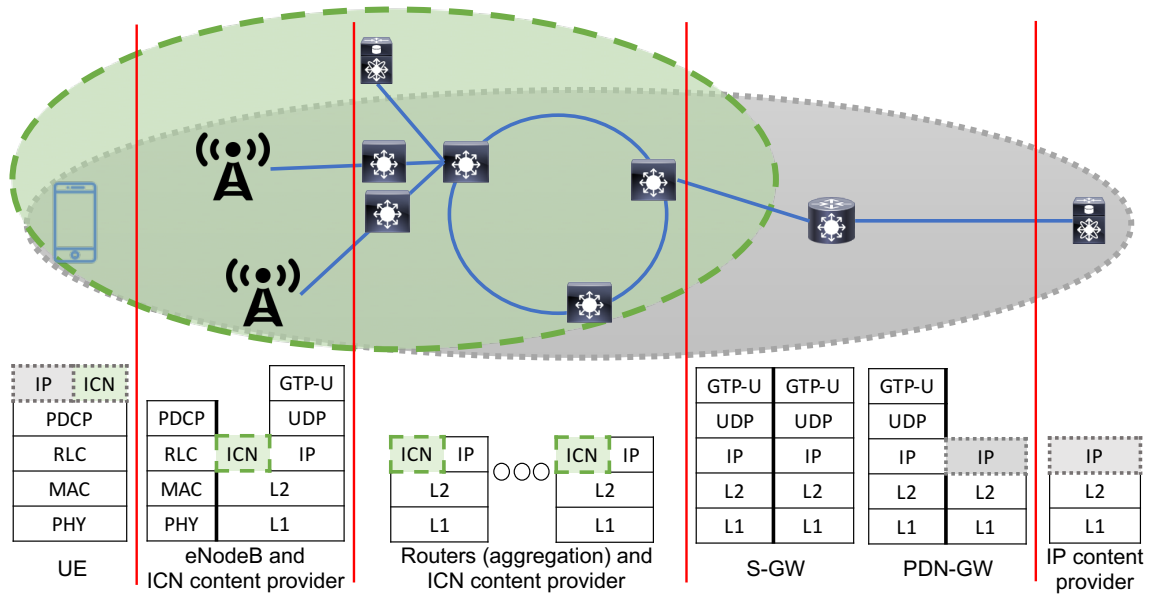 IP ICN
PDCP
RLC
MAC
PHY
UE
GTP-U
PDCP UDP
RLC ICN IP
MAC L2
PHY L1
eNodeB and
ICN content provider
ICN IP
L2
L1
ICN IP
L2
L1
Routers (aggregation) and
ICN content provider
GTP-U GTP-U
UDP UDP
IP IP
L2 L2
L1 L1
S-GW
GTP-U
UDP
IP IP
L2 L2
L1 L1
PDN-GW
IP
L2
L1
IP content
provider